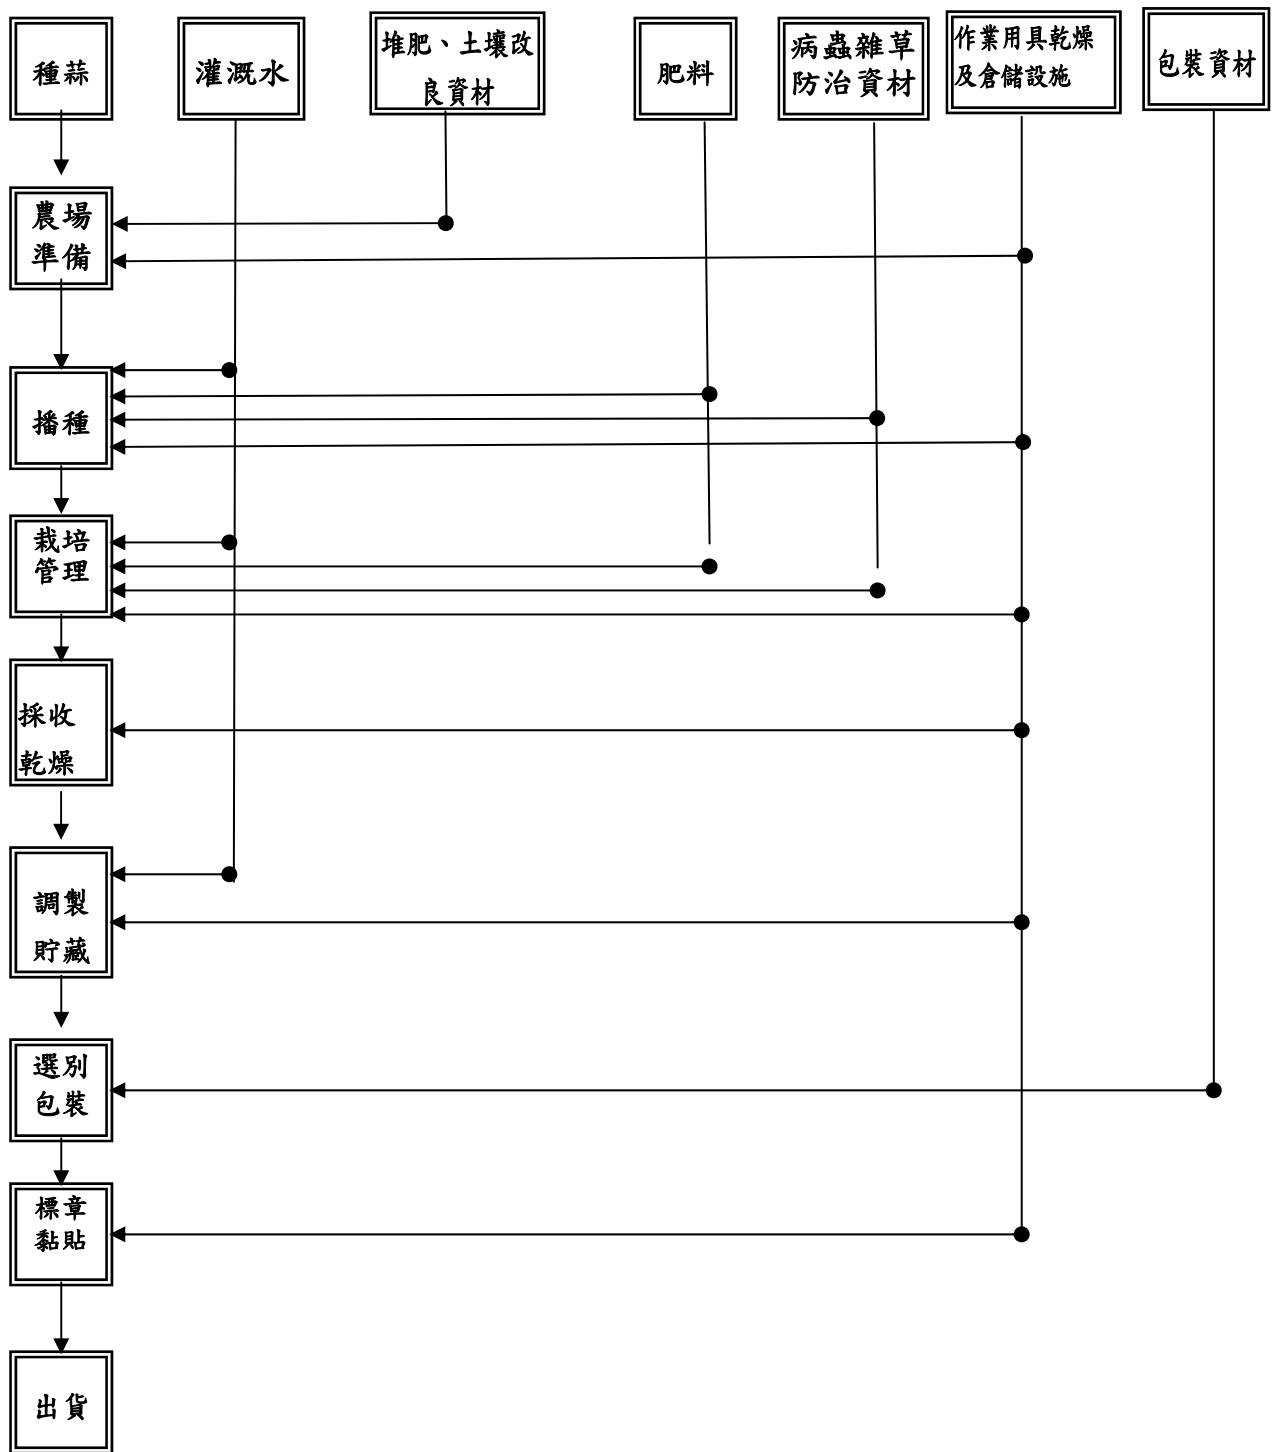 種蒜
灌溉水
堆肥、土壤改
良資材
肥料
病蟲雜草
防治資材
作業用具乾燥
及倉儲設施
包裝資材
農場
準備
播種
栽培
管理
採收
乾燥
調製
貯藏
選別
包裝
標章
黏貼
出貨